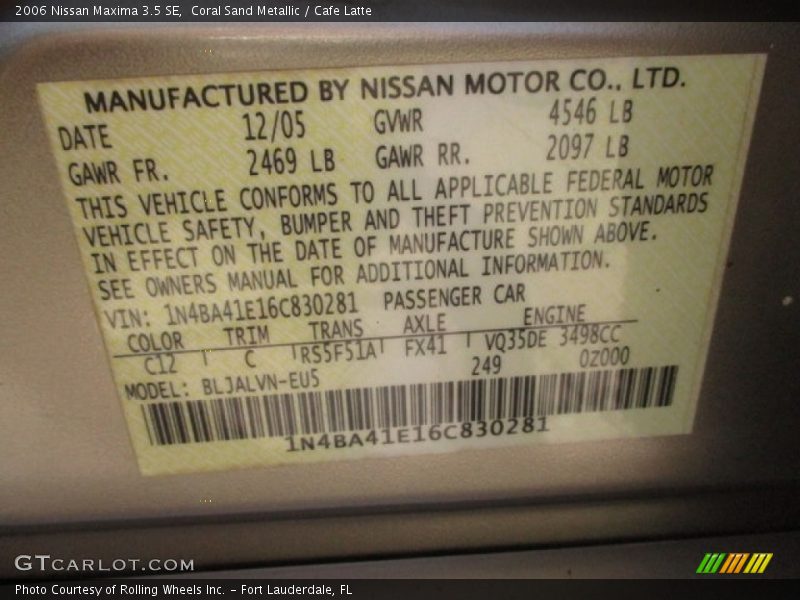 2006 Nissan Maxima 3.5 SE,  Coral Sand Metallic / Cafe Latte
MANUFACTURED BY NISSAN MOTOR CO., LTD.
DATE 12/05 GVWR 4546 LB
GAWR FR. 2469 LB GAWR RR. 2097 LB
THIS VEHICLE CONFORMS TO ALL APPLICABLE FEDERAL MOTOR
VEHICLE SAFETY, BUMPER AND THEFT PREVENTION STANDARDS
IN EFFECT ON THE DATE OF MANUFACTURE SHOWN ABOVE.
SEE OWNERS MANUAL FOR ADDITIONAL INFORMATION.
VIN: 1N4BA41E16C830281 PASSENGER CAR
COLOR TRIM TRANS AXLE ENGINE
C12 C RS5F51A FX41 VQ35DE 3498CC
249 0Z000
MODEL: BLJALVN-EU5
1N4BA41E16C830281
GTCARLOT.COM
Photo Courtesy of Rolling Wheels Inc. - Fort Lauderdale, FL